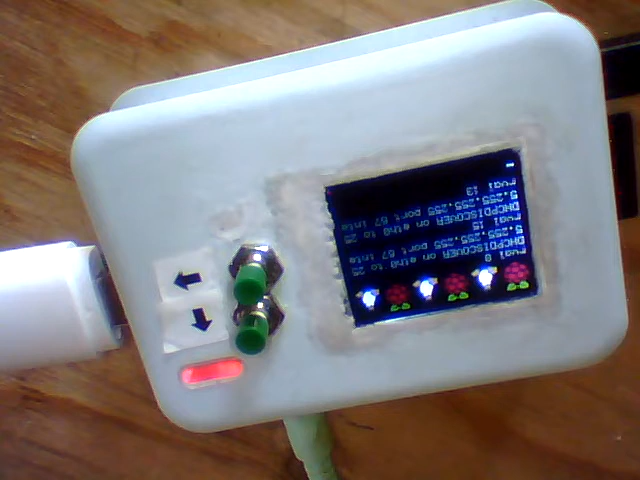 rval
DHCPDISCOVER on eth0 to 25
5.255.255.255 port 67 inte
rval 15
DHCPDISCOVER on eth0 to 25
5.255.255.255 port 67 inte
rval 13